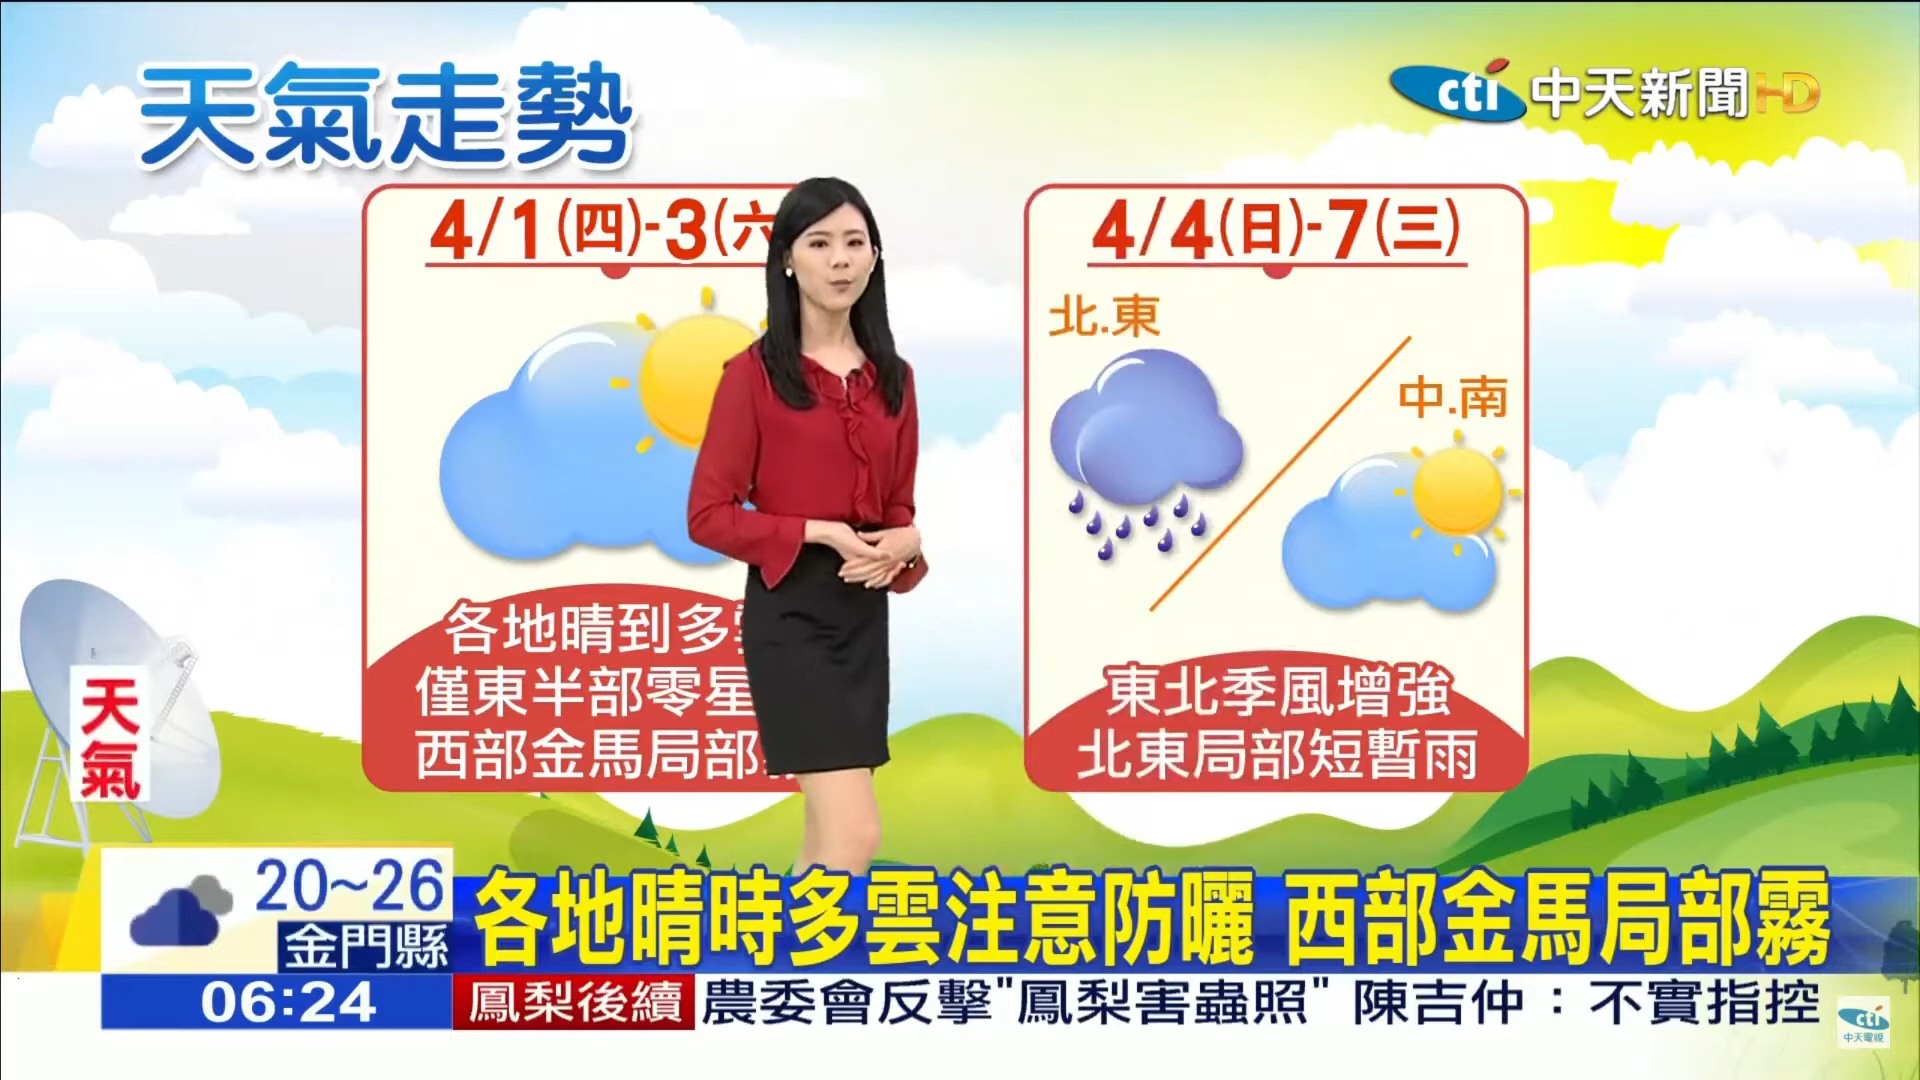 天氣走勢
cti 中天新聞HD
4/1(四)-3(六
各地晴到多
僅東半部零星
西部金馬局部
4/4(日)-7(三)
北.東
中.南
東北季風增強
北東局部短暫雨
天氣
20~26
金門縣
各地晴時多雲注意防曬 西部金馬局部霧
06:24
鳳梨後續 農委會反擊"鳳梨害蟲照" 陳吉仲：不實指控
cti
中天電視